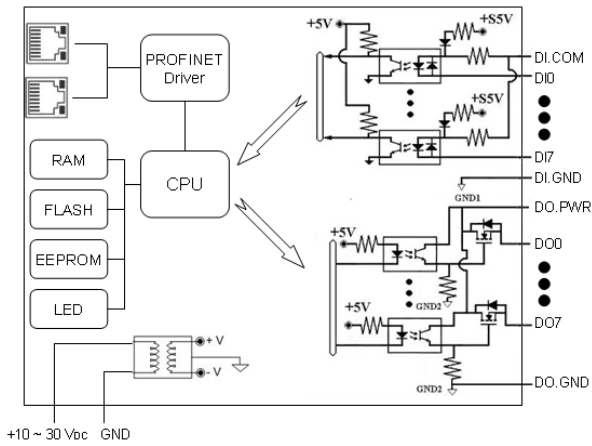 PROFINET
Driver
CPU
RAM
FLASH
EEPROM
LED
+ V
- V
+10 ~ 30 VDC
GND
+5V
+S5V
DI.COM
DI0
+S5V
DI7
DI.GND
GND1
DO.PWR
+5V
DO0
GND2
+5V
DO7
GND2
DO.GND